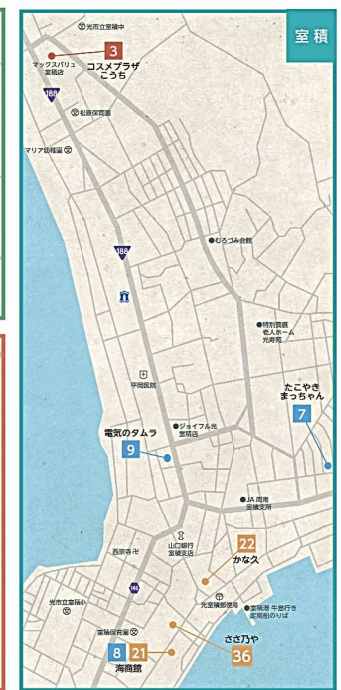 室積
光市立室積中
3
マックスバリュ
室積店
コスメプラザ
こうち
188
松原保育園
マリア幼稚園
むろづみ会館
188
特別養護
老人ホーム
光寿苑
平岡医院
たこやき
まっちゃん
7
ジョイフル光
室積店
電気のタムラ
9
JA 周南
室積支所
山口銀行
室積支店
西宗寺
22
かな久
光室積郵便局
室積港 牛島行き
定期船のりば
光市立室積小
室積保育園
8
21
海商館
ささ乃や
36